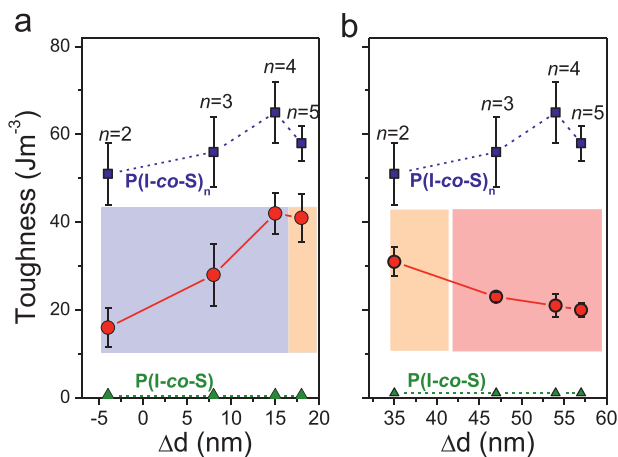 a
b
Toughness (Jm⁻³)
80
60
40
20
0
n=2
n=3
n=4
n=5
P(I-co-S)n
P(I-co-S)
-5 0 5 10 15 20
Δd (nm)
n=2
n=3
n=4
n=5
P(I-co-S)n
P(I-co-S)
35 40 45 50 55 60
Δd (nm)